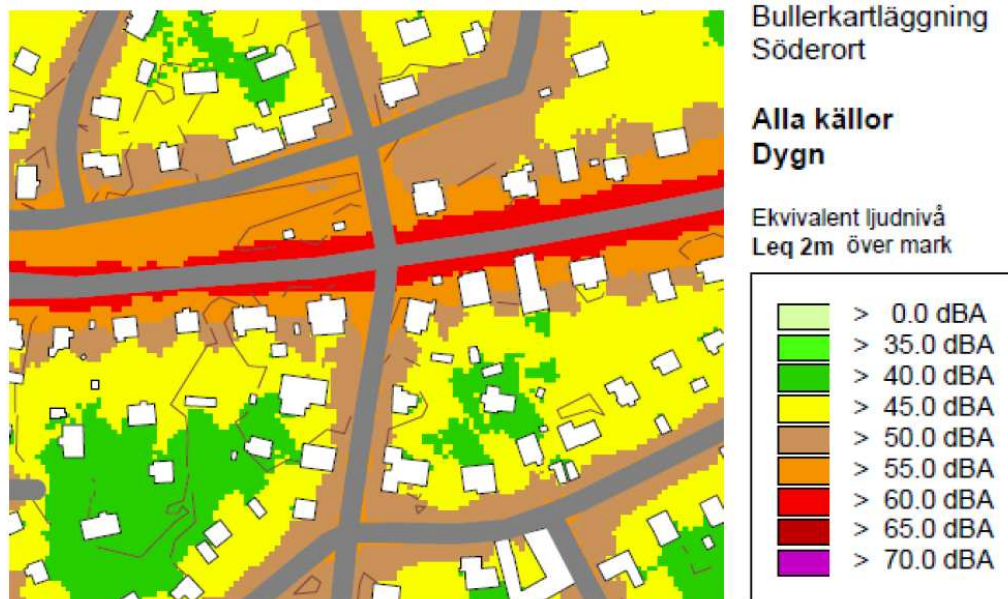 Bullerkartläggning
Söderort
Alla källor
Dygn
Ekvivalent ljudnivå
Leq 2m över mark
> 0.0 dBA
> 35.0 dBA
> 40.0 dBA
> 45.0 dBA
> 50.0 dBA
> 55.0 dBA
> 60.0 dBA
> 65.0 dBA
> 70.0 dBA